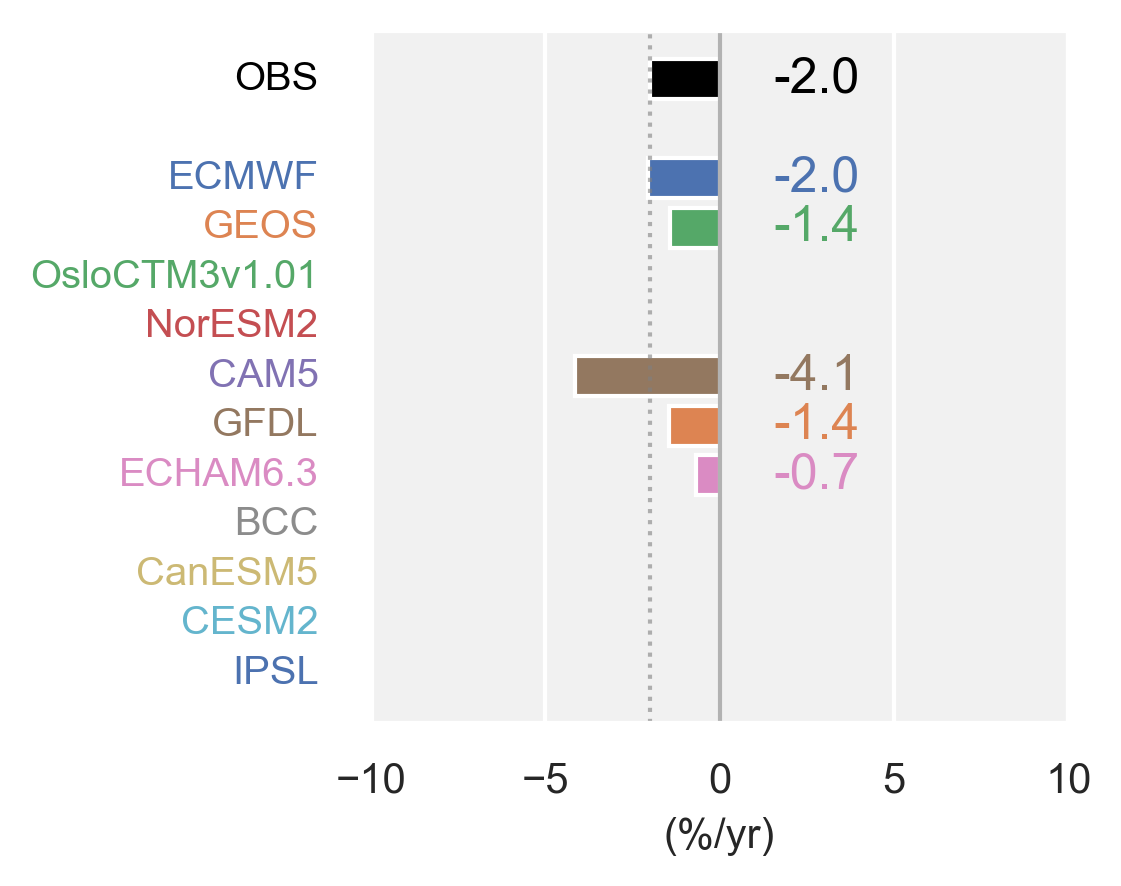 OBS -2.0
ECMWF -2.0
GEOS -1.4
OsloCTM3v1.01
NorESM2
CAM5 -4.1
GFDL -1.4
ECHAM6.3 -0.7
BCC
CanESM5
CESM2
IPSL
−10 −5 0 5 10
(%/yr)